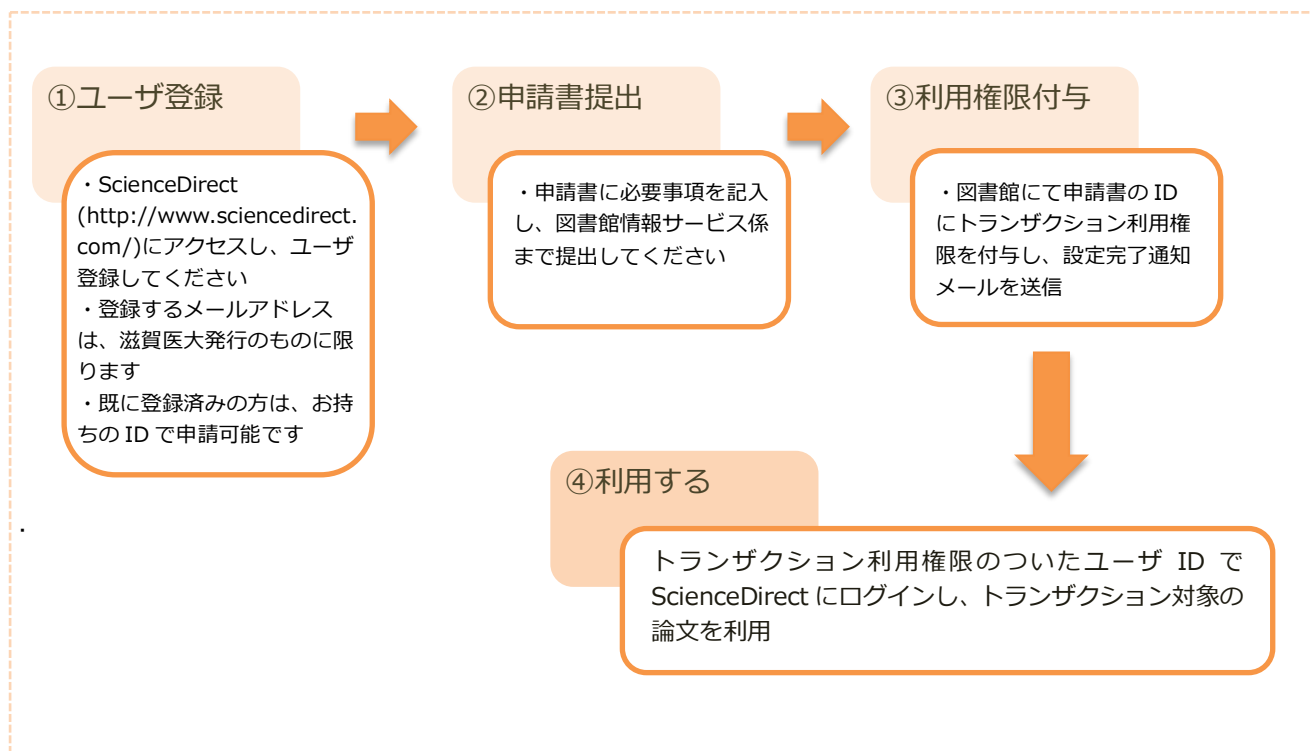 ①ユーザ登録
・ScienceDirect
(http://www.sciencedirect.
com/)にアクセスし、ユーザ
登録してください
・登録するメールアドレス
は、滋賀医大発行のものに限
ります
・既に登録済みの方は、お持
ちの ID で申請可能です
②申請書提出
・申請書に必要事項を記入
し、図書館情報サービス係
まで提出してください
③利用権限付与
・図書館にて申請書の ID
にトランザクション利用権
限を付与し、設定完了通知
メールを送信
④利用する
トランザクション利用権限のついたユーザ ID で
ScienceDirect にログインし、トランザクション対象の
論文を利用
.